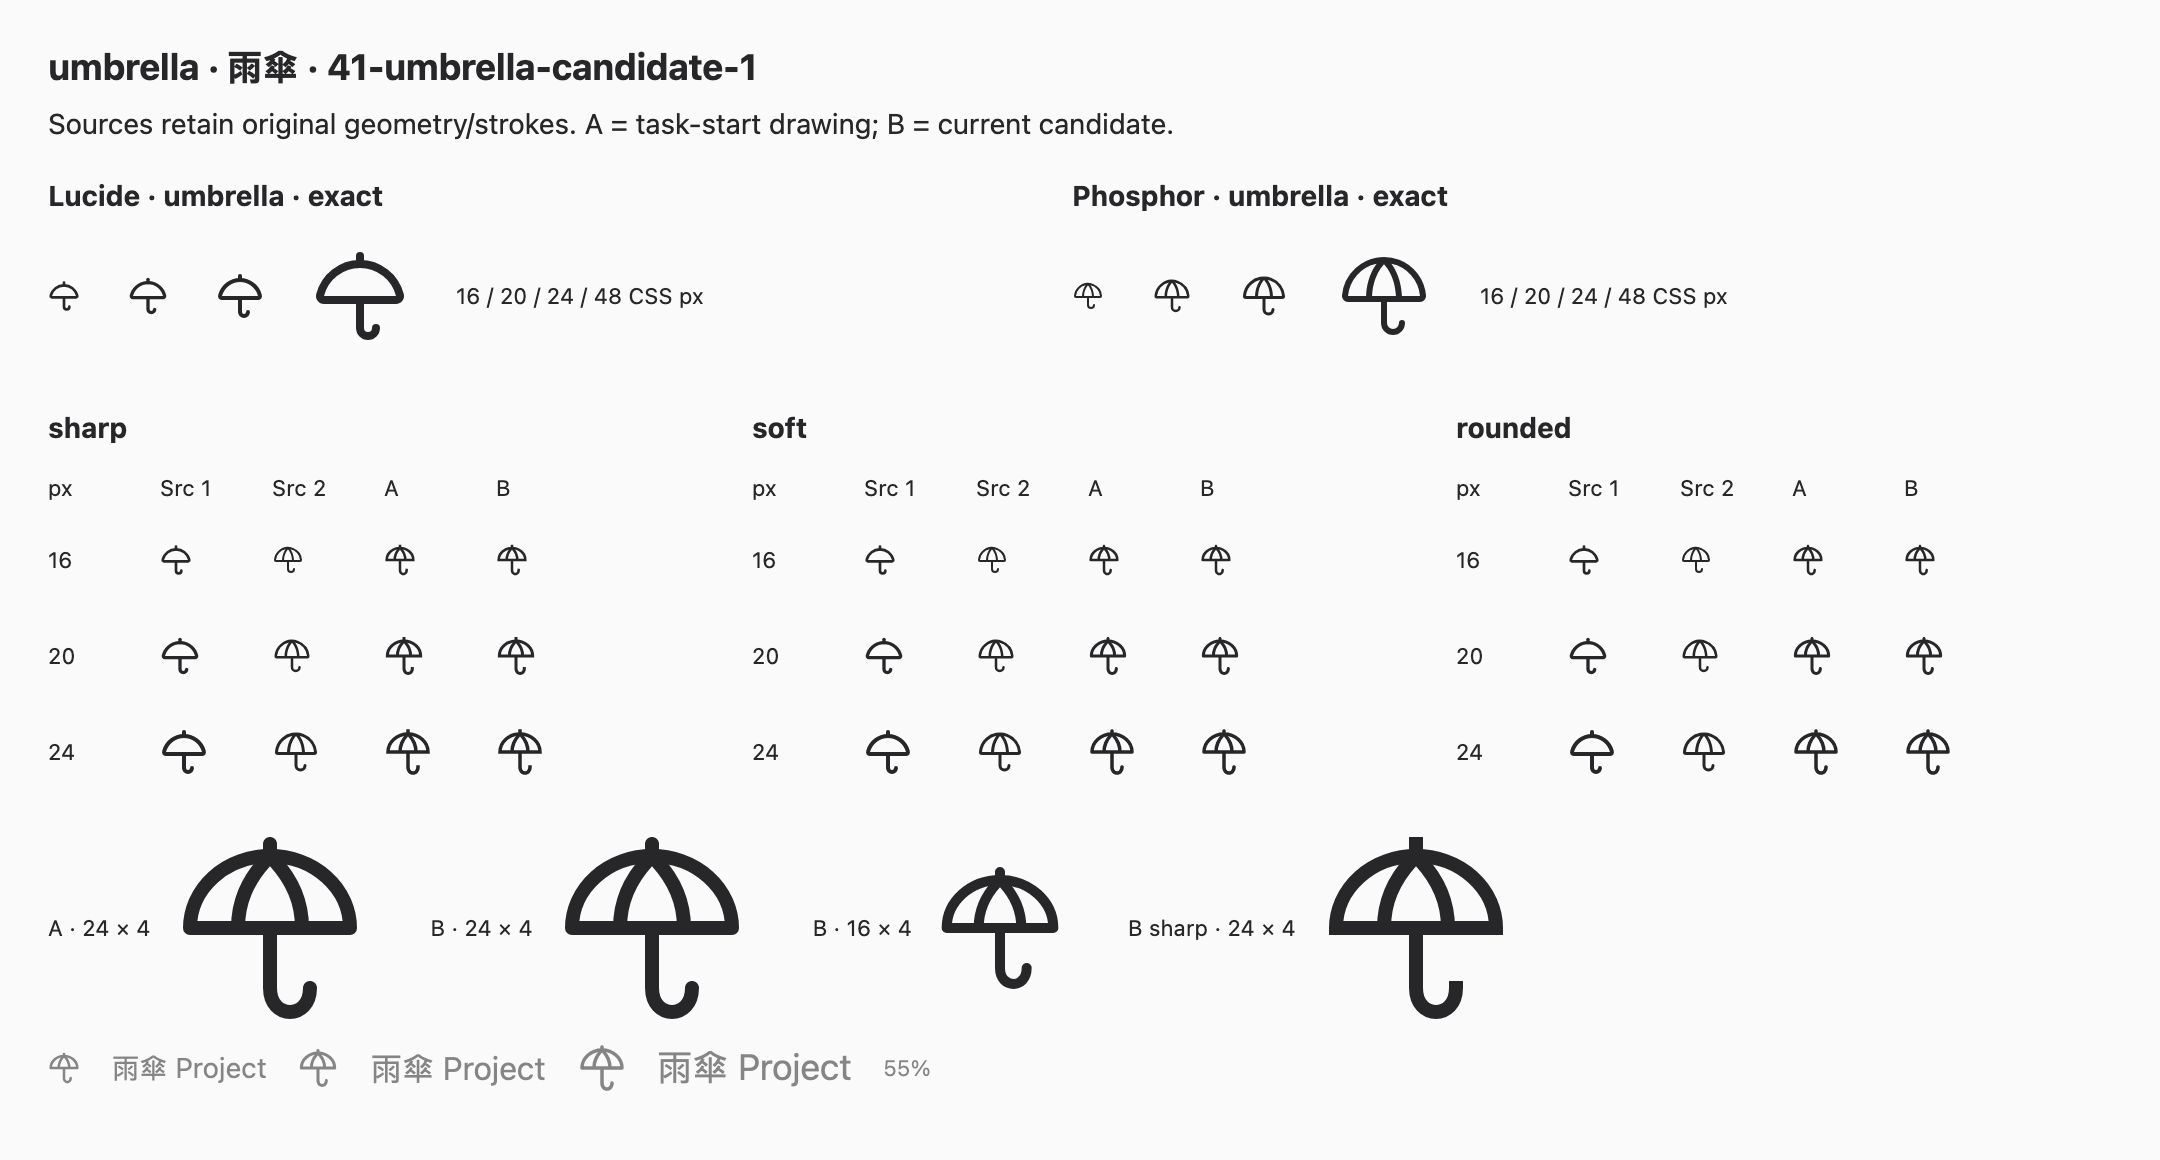 umbrella · 雨傘 · 41-umbrella-candidate-1
Sources retain original geometry/strokes. A = task-start drawing; B = current candidate.
Lucide · umbrella · exact
Phosphor · umbrella · exact
16 / 20 / 24 / 48 CSS px
16 / 20 / 24 / 48 CSS px
sharp
soft
rounded
px Src 1 Src 2 A B
px Src 1 Src 2 A B
px Src 1 Src 2 A B
16
16
16
20
20
20
24
24
24
A · 24 × 4
B · 24 × 4
B · 16 × 4
B sharp · 24 × 4
雨傘 Project
雨傘 Project
雨傘 Project
55%